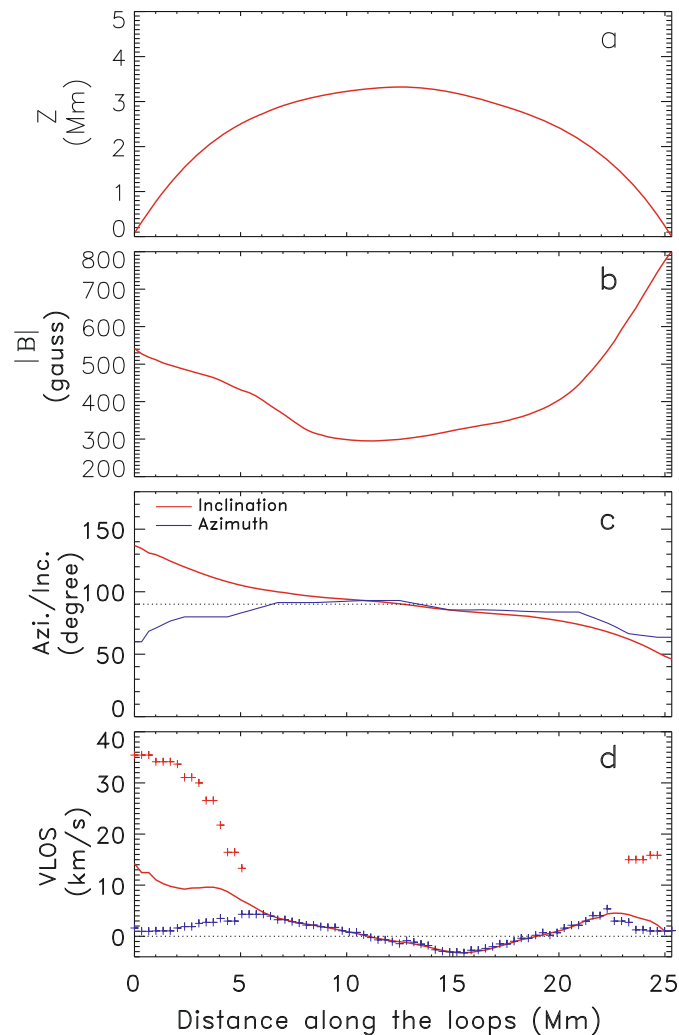 a
5
4
3
2
1
0
Z
(Mm)
b
800
700
600
500
400
300
200
|B|
(gauss)
c
Inclination
Azimuth
150
100
50
0
Azi./Inc.
(degree)
d
40
30
20
10
0
VLOS
(km/s)
0 5 10 15 20 25
Distance along the loops (Mm)